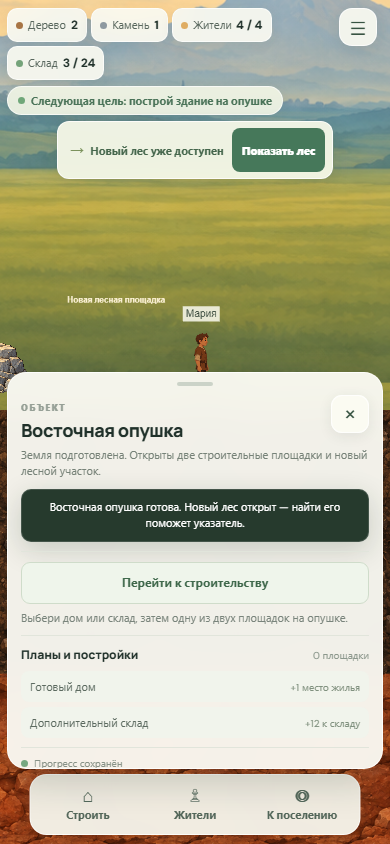 Дерево 2
Камень 1
Жители 4 / 4
Склад 3 / 24
Следующая цель: построй здание на опушке
→ Новый лес уже доступен
Показать лес
Новая лесная площадка
Мария
ОБЪЕКТ
Восточная опушка
Земля подготовлена. Открыты две строительные площадки и новый
лесной участок.
Восточная опушка готова. Новый лес открыт — найти его
поможет указатель.
Перейти к строительству
Выбери дом или склад, затем одну из двух площадок на опушке.
Планы и постройки
0 площадки
Готовый дом
+1 место жилья
Дополнительный склад
+12 к складу
Прогресс сохранён
Строить
Жители
К поселению